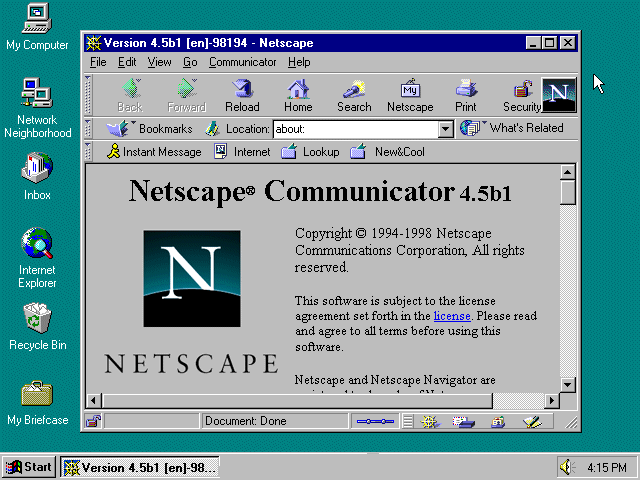 My Computer
Network
Neighborhood
Inbox
Internet
Explorer
Recycle Bin
My Briefcase
Version 4.5b1 [en]-98194 - Netscape
File Edit View Go Communicator Help
Back Forward Reload Home Search My Netscape Print Security N
Bookmarks Location: about: What's Related
Instant Message Internet Lookup New&Cool
Netscape® Communicator 4.5b1
N
NETSCAPE
Copyright © 1994-1998 Netscape
Communications Corporation, All rights
reserved.
This software is subject to the license
agreement set forth in the license. Please read
and agree to all terms before using this
software.
Netscape and Netscape Navigator are
Document: Done
Start Version 4.5b1 [en]-98... 4:15 PM